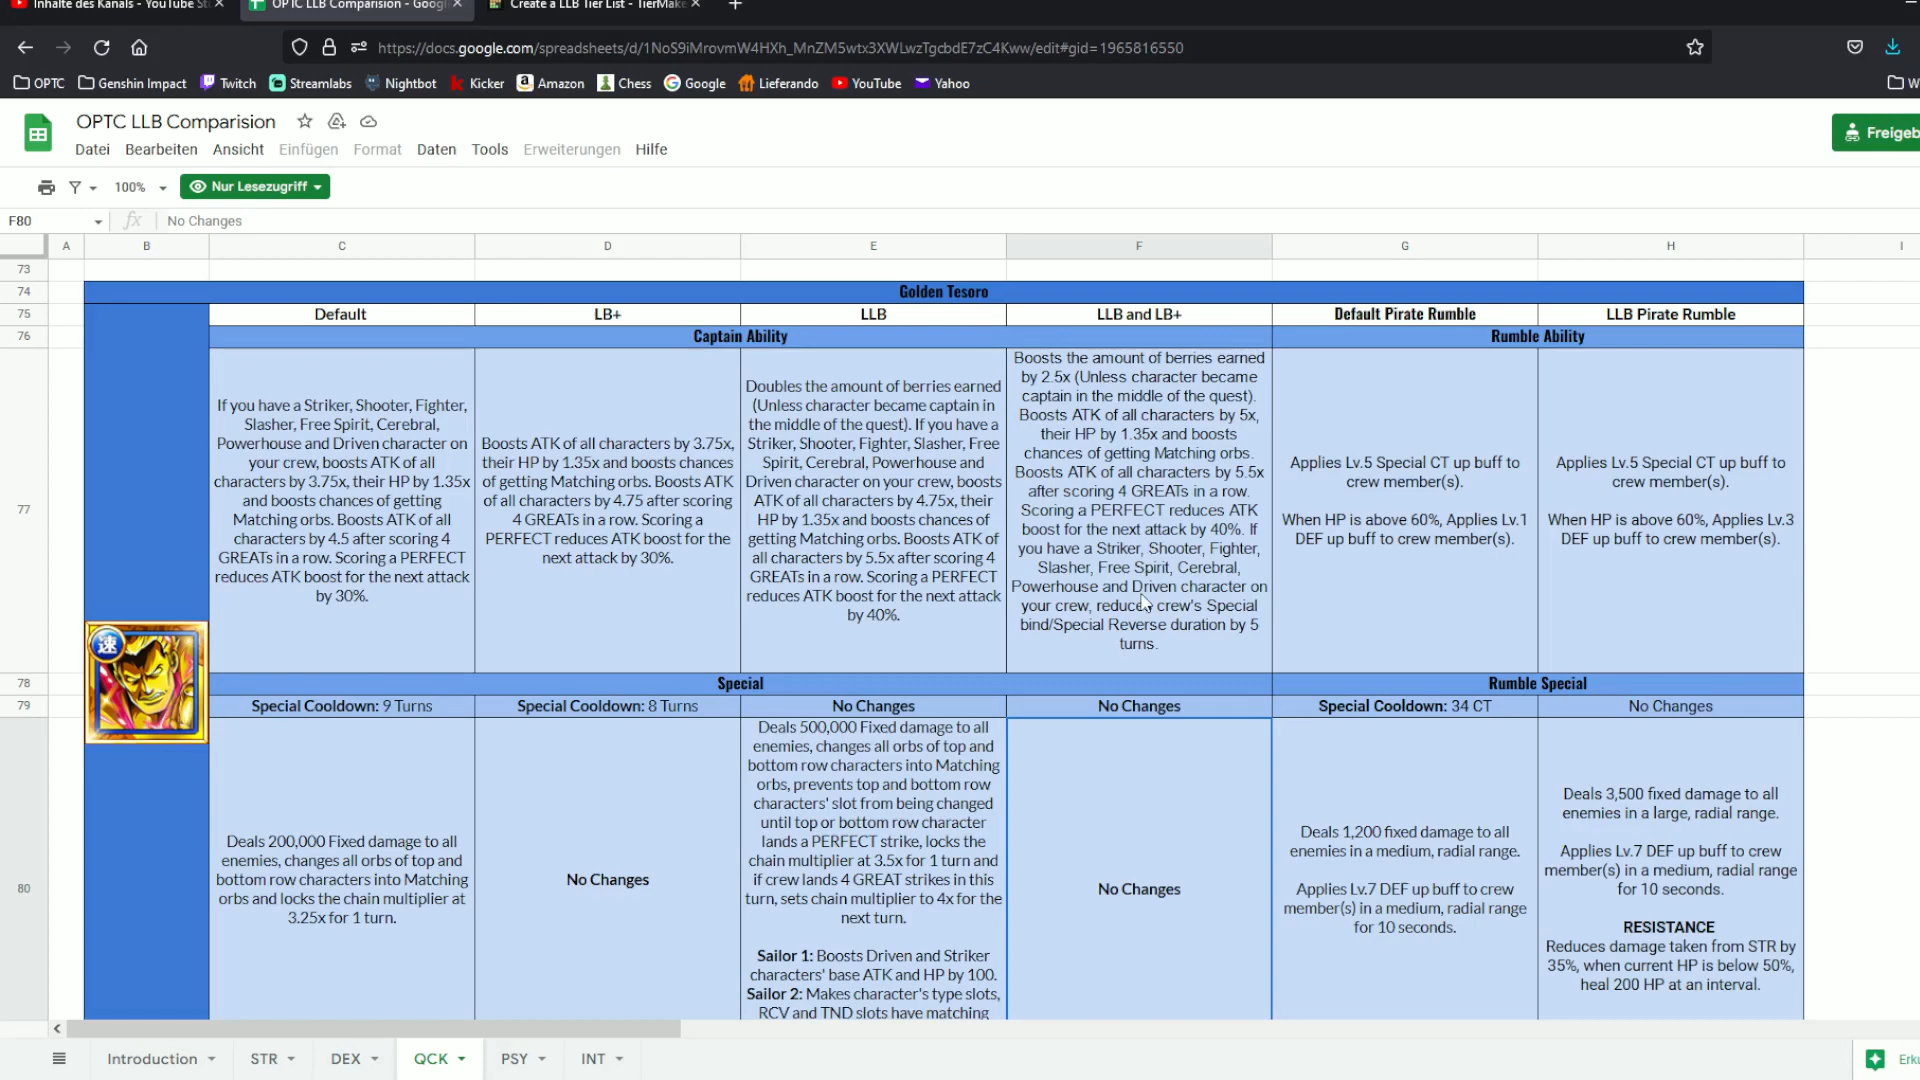 Inhalte des Kanals - YouTube St
OPTC LLB Comparision - Googl
Create a LLB Tier List - TierMake
https://docs.google.com/spreadsheets/d/1NoS9iMrovmW4HXh_MnZM5wtx3XWLwzTgcbdE7zC4Kww/edit#gid=1965816550
OPTC Genshin Impact Twitch Streamlabs Nightbot Kicker Amazon Chess Google Lieferando YouTube Yahoo W
OPTC LLB Comparision
Freigeb
Datei Bearbeiten Ansicht Einfügen Format Daten Tools Erweiterungen Hilfe
100% Nur Lesezugriff
F80 fx No Changes
A B C D E F G H I
73
74 Golden Tesoro
75 Default LB+ LLB LLB and LB+ Default Pirate Rumble LLB Pirate Rumble
76 Captain Ability Rumble Ability
77
If you have a Striker, Shooter, Fighter,
Slasher, Free Spirit, Cerebral,
Powerhouse and Driven character on
your crew, boosts ATK of all
characters by 3.75x, their HP by 1.35x
and boosts chances of getting
Matching orbs. Boosts ATK of all
characters by 4.5 after scoring 4
GREATs in a row. Scoring a PERFECT
reduces ATK boost for the next attack
by 30%.
Boosts ATK of all characters by 3.75x,
their HP by 1.35x and boosts chances
of getting Matching orbs. Boosts ATK
of all characters by 4.75 after scoring
4 GREATs in a row. Scoring a
PERFECT reduces ATK boost for the
next attack by 30%.
Doubles the amount of berries earned
(Unless character became captain in
the middle of the quest). If you have a
Striker, Shooter, Fighter, Slasher, Free
Spirit, Cerebral, Powerhouse and
Driven character on your crew, boosts
ATK of all characters by 4.75x, their
HP by 1.35x and boosts chances of
getting Matching orbs. Boosts ATK of
all characters by 5.5x after scoring 4
GREATs in a row. Scoring a PERFECT
reduces ATK boost for the next attack
by 40%.
Boosts the amount of berries earned
by 2.5x (Unless character became
captain in the middle of the quest).
Boosts ATK of all characters by 5x,
their HP by 1.35x and boosts
chances of getting Matching orbs.
Boosts ATK of all characters by 5.5x
after scoring 4 GREATs in a row.
Scoring a PERFECT reduces ATK
boost for the next attack by 40%. If
you have a Striker, Shooter, Fighter,
Slasher, Free Spirit, Cerebral,
Powerhouse and Driven character on
your crew, reduces crew's Special
bind/Special Reverse duration by 5
turns.
Applies Lv.5 Special CT up buff to
crew member(s).
When HP is above 60%, Applies Lv.1
DEF up buff to crew member(s).
Applies Lv.5 Special CT up buff to
crew member(s).
When HP is above 60%, Applies Lv.3
DEF up buff to crew member(s).
速
78 Special Rumble Special
79 Special Cooldown: 9 Turns Special Cooldown: 8 Turns No Changes No Changes Special Cooldown: 34 CT No Changes
80
Deals 200,000 Fixed damage to all
enemies, changes all orbs of top and
bottom row characters into Matching
orbs and locks the chain multiplier at
3.25x for 1 turn.
No Changes
Deals 500,000 Fixed damage to all
enemies, changes all orbs of top and
bottom row characters into Matching
orbs, prevents top and bottom row
characters' slot from being changed
until top or bottom row character
lands a PERFECT strike, locks the
chain multiplier at 3.5x for 1 turn and
if crew lands 4 GREAT strikes in this
turn, sets chain multiplier to 4x for the
next turn.
Sailor 1: Boosts Driven and Striker
characters' base ATK and HP by 100.
Sailor 2: Makes character's type slots,
RCV and TND slots have matching
No Changes
Deals 1,200 fixed damage to all
enemies in a medium, radial range.
Applies Lv.7 DEF up buff to crew
member(s) in a medium, radial range
for 10 seconds.
Deals 3,500 fixed damage to all
enemies in a large, radial range.
Applies Lv.7 DEF up buff to crew
member(s) in a medium, radial range
for 10 seconds.
RESISTANCE
Reduces damage taken from STR by
35%, when current HP is below 50%,
heal 200 HP at an interval.
Introduction STR DEX QCK PSY INT
Erku